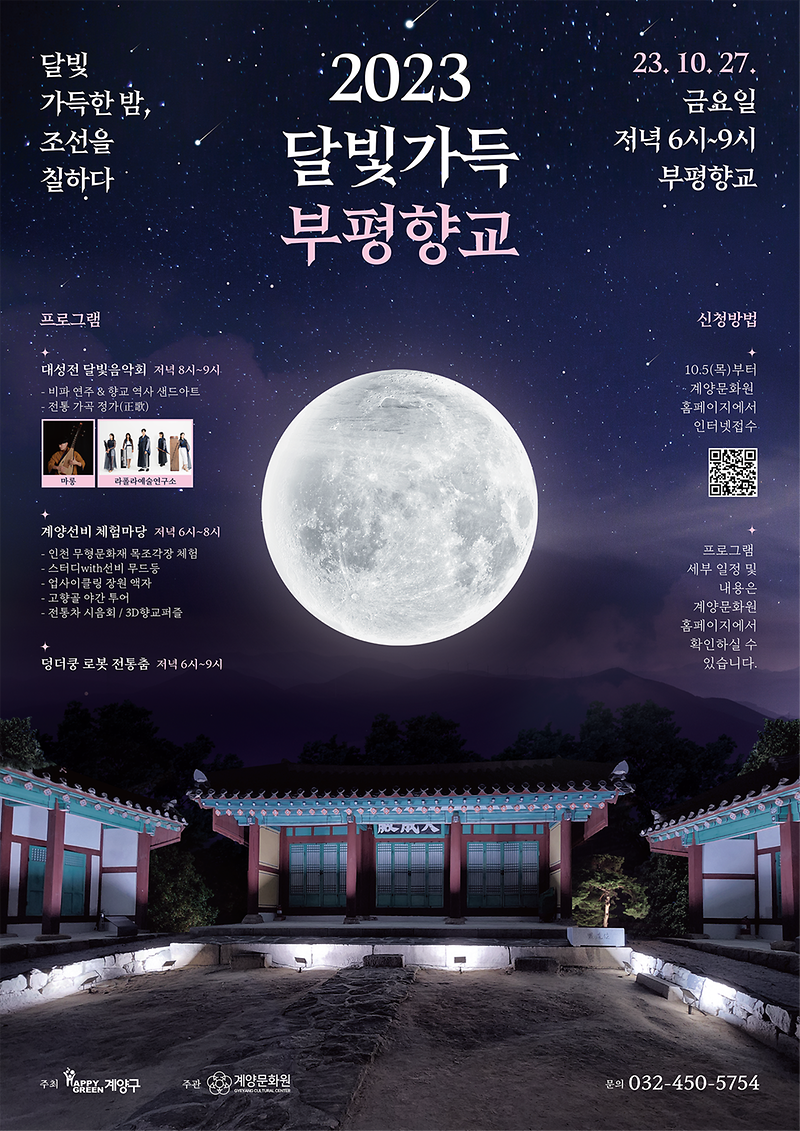 달빛
가득한 밤,
조선을
칠하다
2023
달빛가득
부평향교
23. 10. 27.
금요일
저녁 6시~9시
부평향교
프로그램
대성전 달빛음악회 저녁 8시~9시
- 비파 연주 & 향교 역사 샌드아트
- 전통 가곡 정가(正歌)
마롱
라폴라예술연구소
계양선비 체험마당 저녁 6시~8시
- 인천 무형문화재 목조각장 체험
- 스터디with선비 무드등
- 업사이클링 장원 액자
- 고향골 야간 투어
- 전통차 시음회 / 3D향교퍼즐
덩더쿵 로봇 전통춤 저녁 6시~9시
신청방법
10.5(목)부터
계양문화원
홈페이지에서
인터넷접수
프로그램
세부 일정 및
내용은
계양문화원
홈페이지에서
확인하실 수
있습니다.
殿成大
주최 HAPPY GREEN 계양구
주관 계양문화원
GYEYANG CULTURAL CENTER
문의 032-450-5754